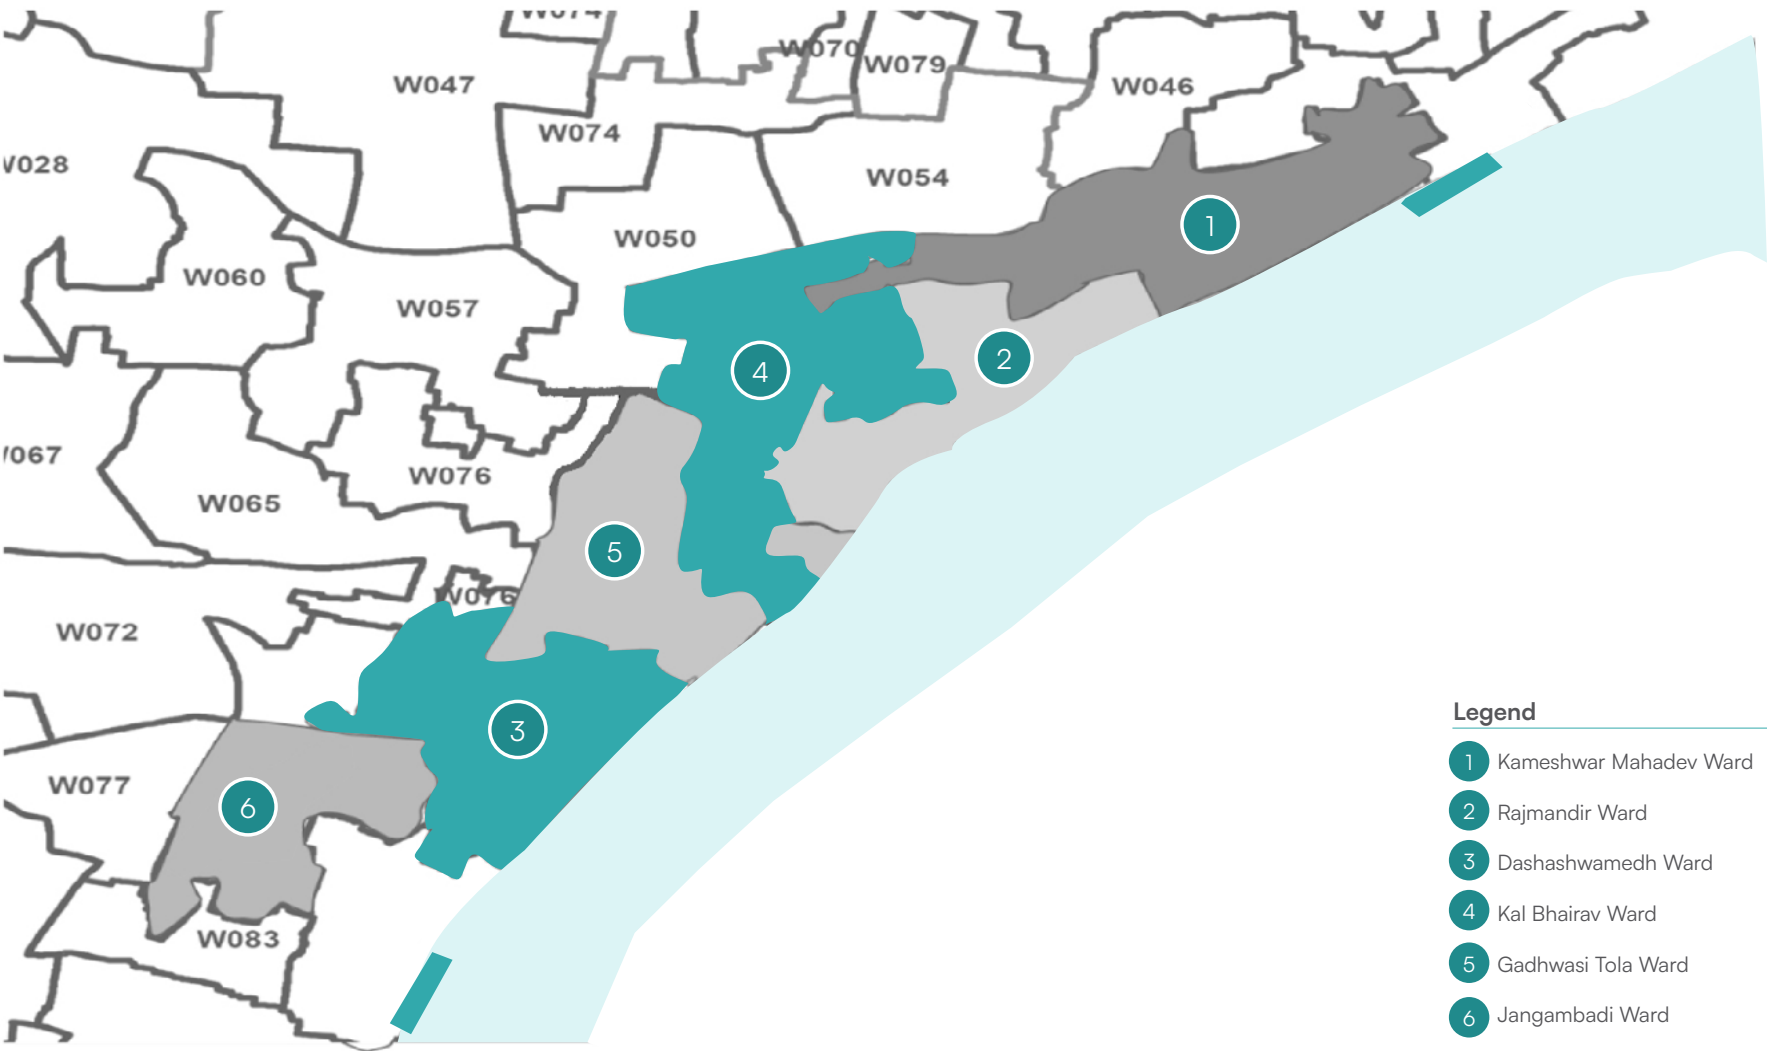 W074
W070
W079
W047
W046
W074
W028
W054
1
W050
W060
W057
2
4
W067
W076
W065
5
W076
W072
3
W077
6
W083
Legend
1 Kameshwar Mahadev Ward
2 Rajmandir Ward
3 Dashashwamedh Ward
4 Kal Bhairav Ward
5 Gadhwasi Tola Ward
6 Jangambadi Ward